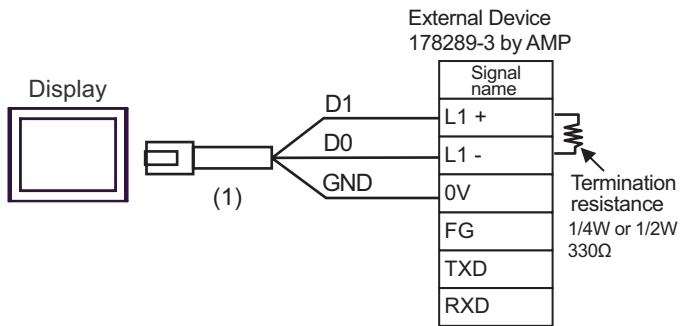 External Device
178289-3 by AMP
Signal
name
Display
D1
L1 +
D0
L1 -
GND
0V
(1)
Termination
resistance
1/4W or 1/2W
330Ω
FG
TXD
RXD